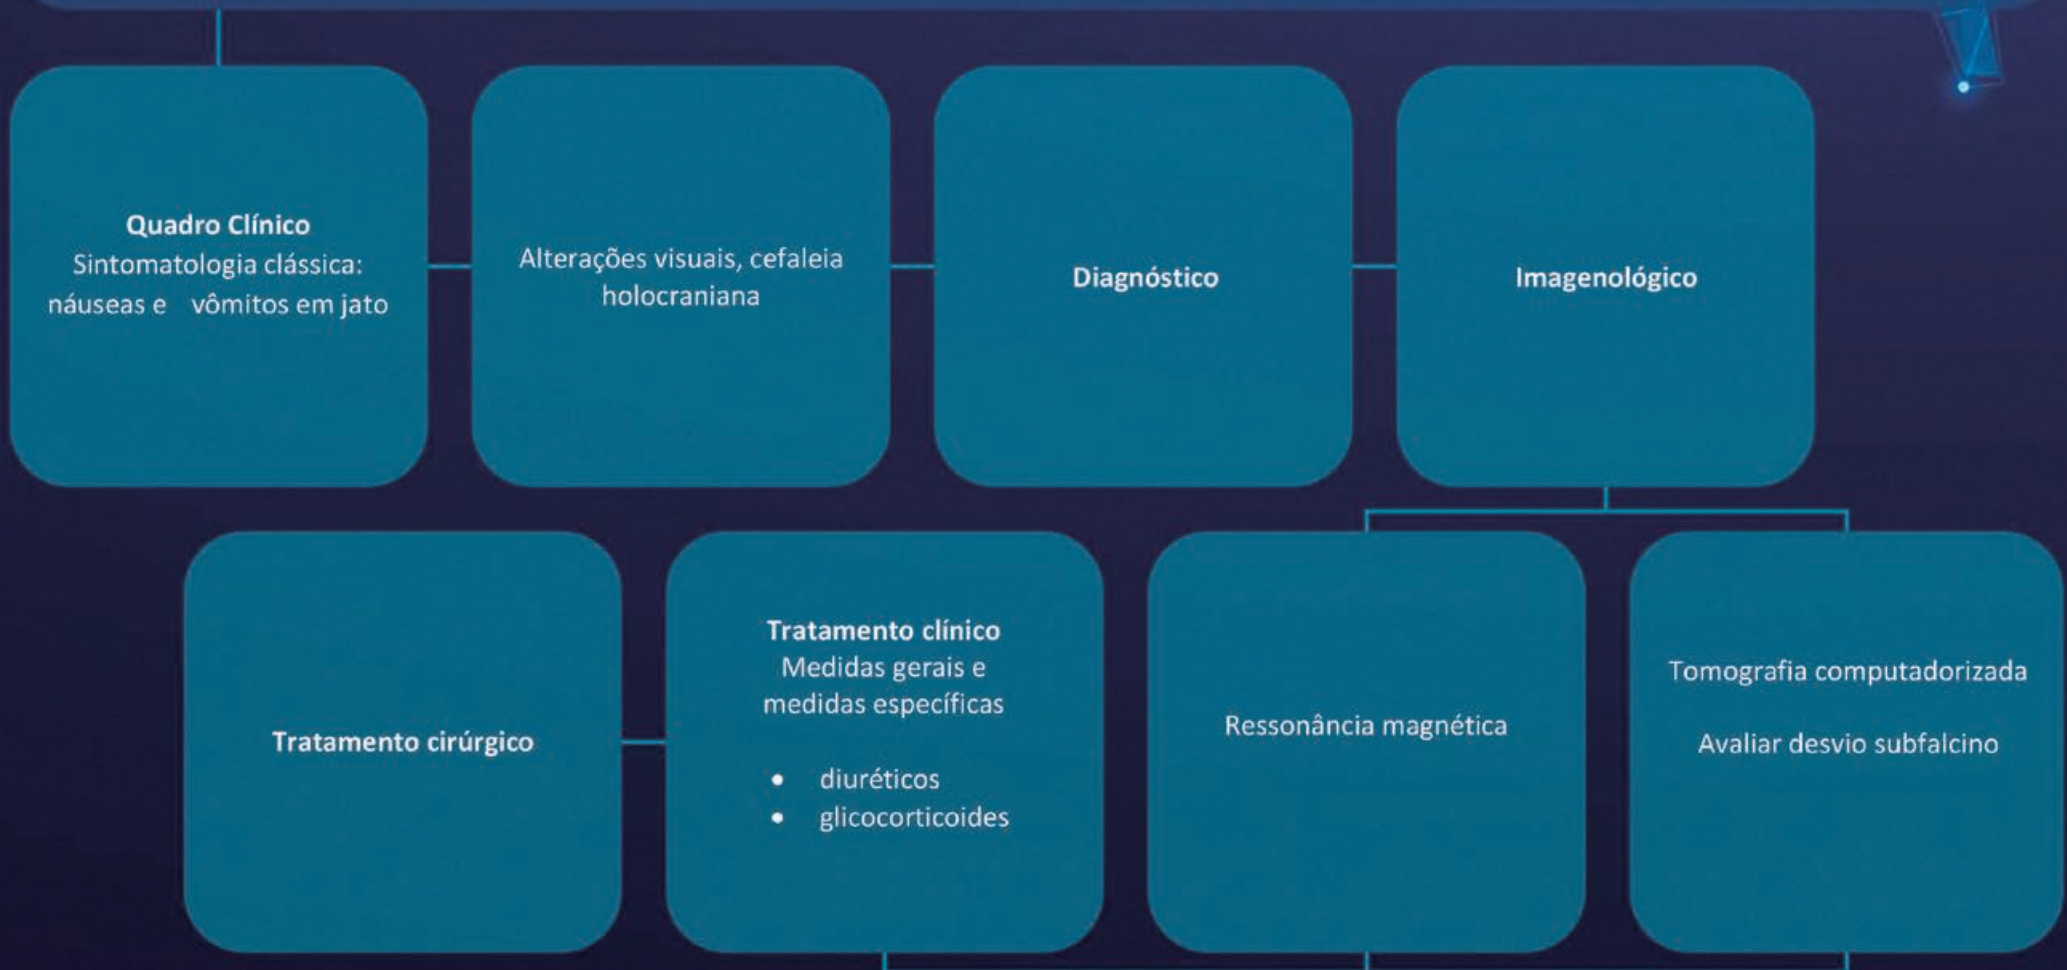 Quadro Clínico
Sintomatologia clássica:
náuseas e vômitos em jato
Alterações visuais, cefaleia
holocraniana
Diagnóstico
Imagenológico
Tratamento cirúrgico
Tratamento clínico
Medidas gerais e
medidas específicas
• diuréticos
• glicocorticoides
Ressonância magnética
Tomografia computadorizada
Avaliar desvio subfalcino